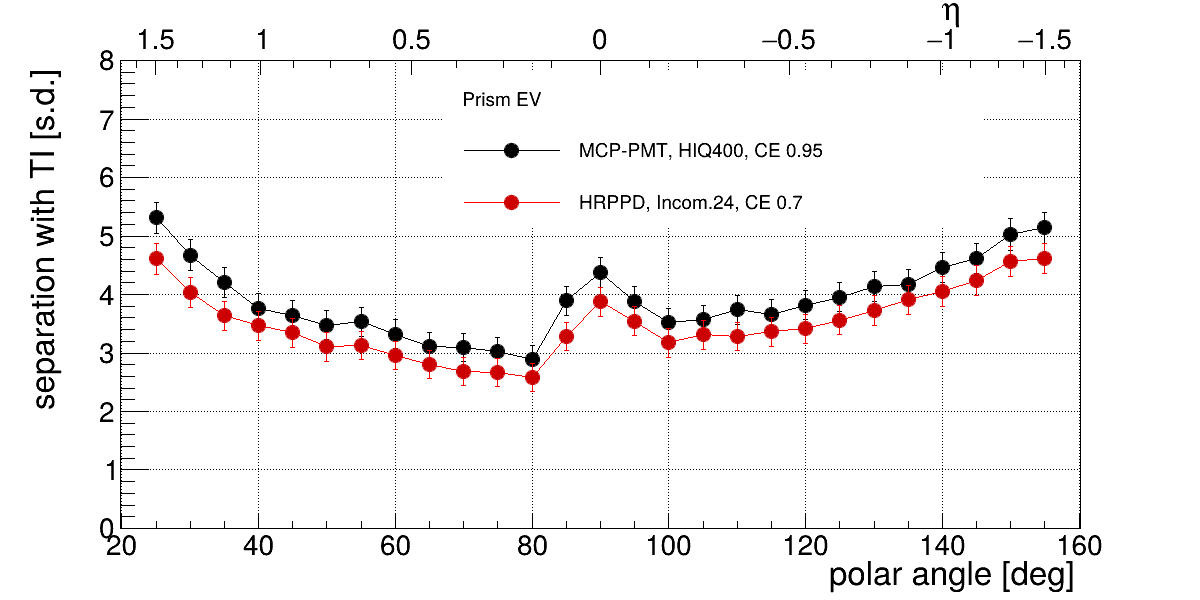 η
1.5 1 0.5 0 −0.5 −1 −1.5
separation with TI [s.d.]
8
7
6
5
4
3
2
1
0
Prism EV
MCP-PMT, HIQ400, CE 0.95
HRPPD, Incom.24, CE 0.7
20 40 60 80 100 120 140 160
polar angle [deg]